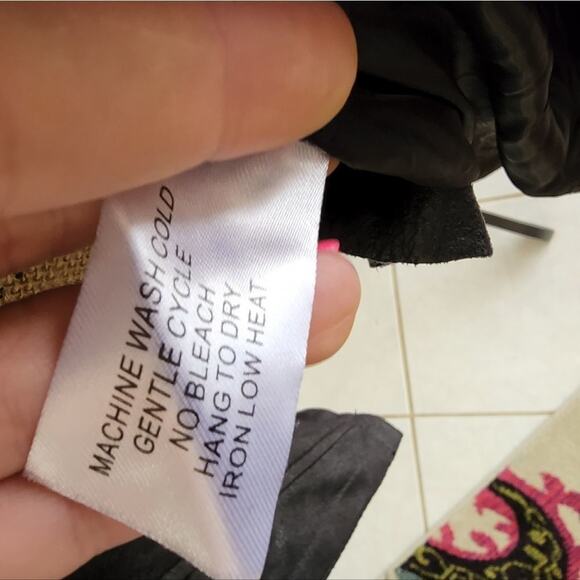 MACHINE WASH COLD
GENTLE CYCLE
NO BLEACH
HANG TO DRY
IRON LOW HEAT